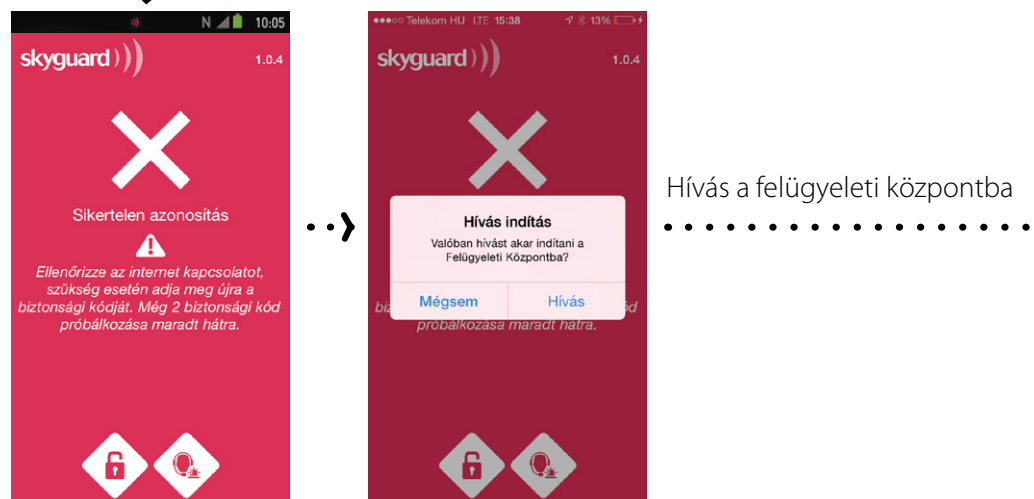 N 10:05
skyguard
1.0.4
Sikertelen azonosítás
Ellenőrizze az internet kapcsolatot,
szükség esetén adja meg újra a
biztonsági kódját. Még 2 biztonsági kód
próbálkozása maradt hátra.
Telekom HU LTE 15:38 13%
skyguard
1.0.4
Hívás indítás
Valóban hívást akar indítani a
Felügyeleti Központba?
Mégsem Hívás
biz ód
próbálkozása maradt hátra.
Hívás a felügyeleti központba